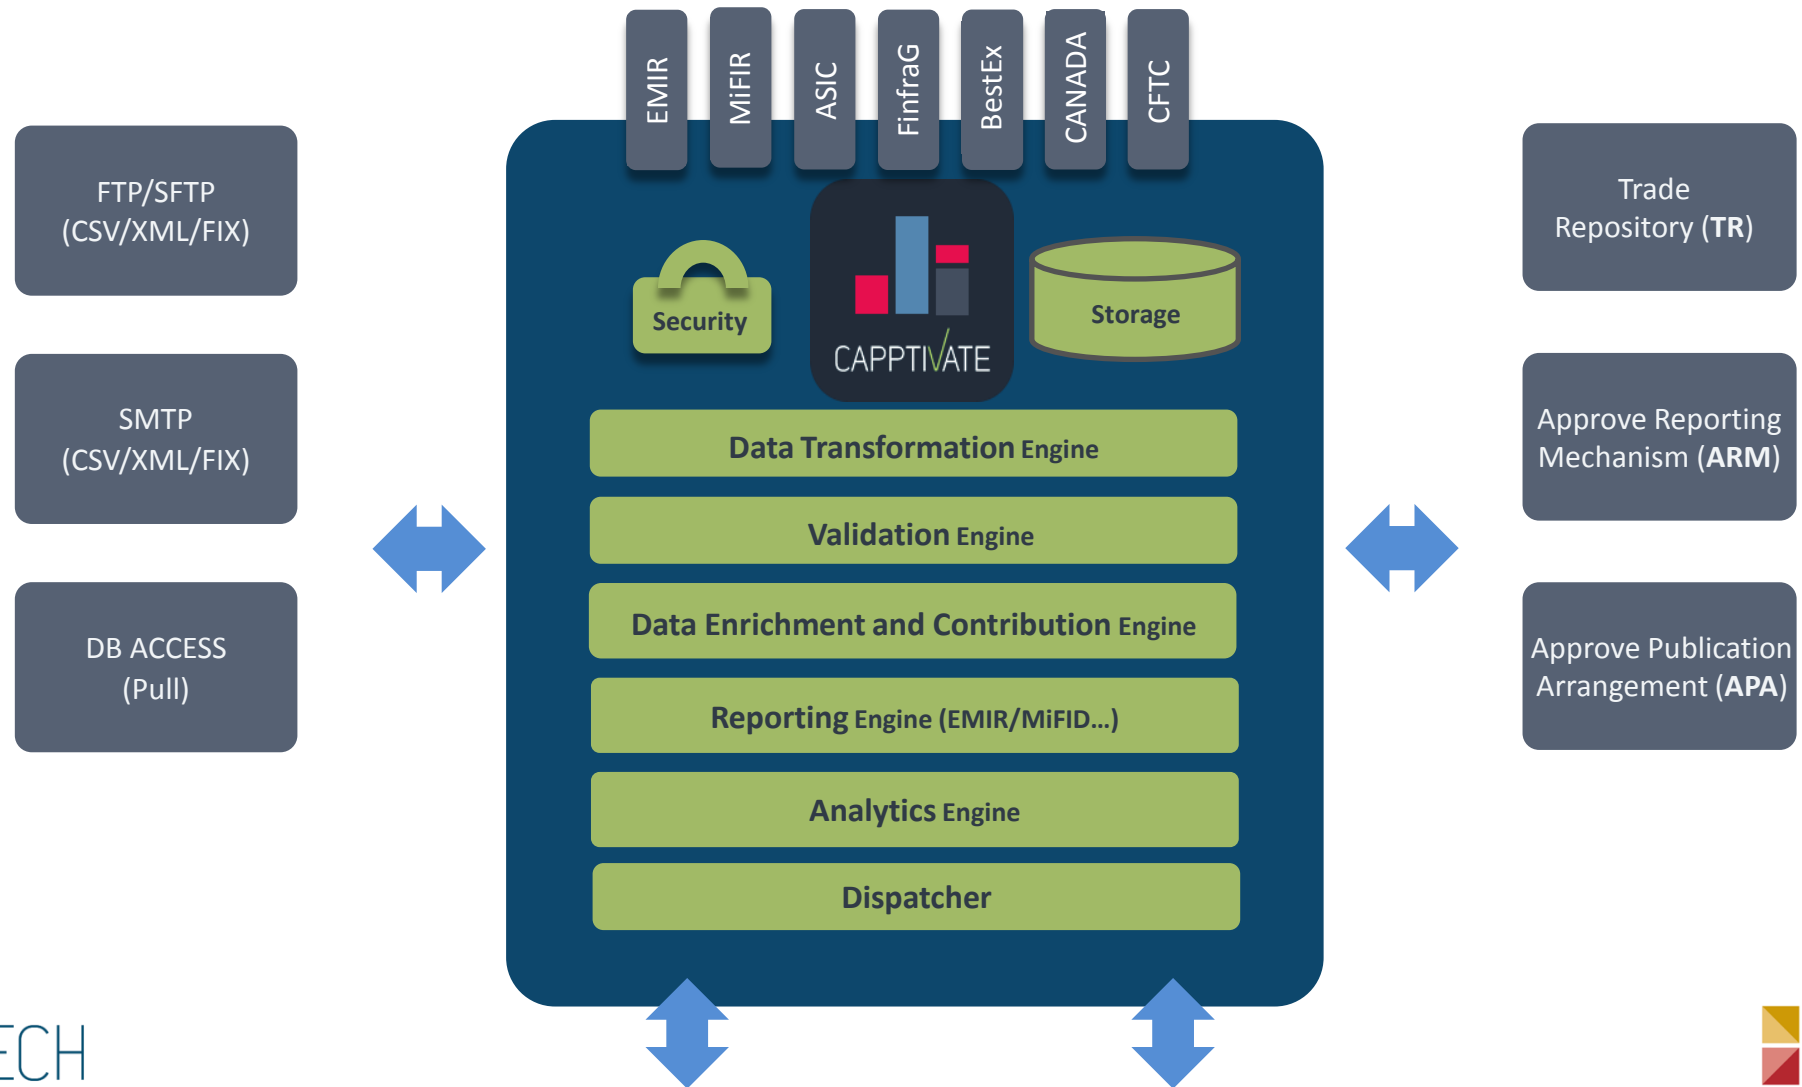 EMIR
MiFIR
ASIC
FinfraG
BestEx
CANADA
CFTC
FTP/SFTP
(CSV/XML/FIX)
SMTP
(CSV/XML/FIX)
DB ACCESS
(Pull)
Security
CAPPTIVATE
Storage
Data Transformation Engine
Validation Engine
Data Enrichment and Contribution Engine
Reporting Engine (EMIR/MiFID...)
Analytics Engine
Dispatcher
Trade
Repository (TR)
Approve Reporting
Mechanism (ARM)
Approve Publication
Arrangement (APA)
ECH